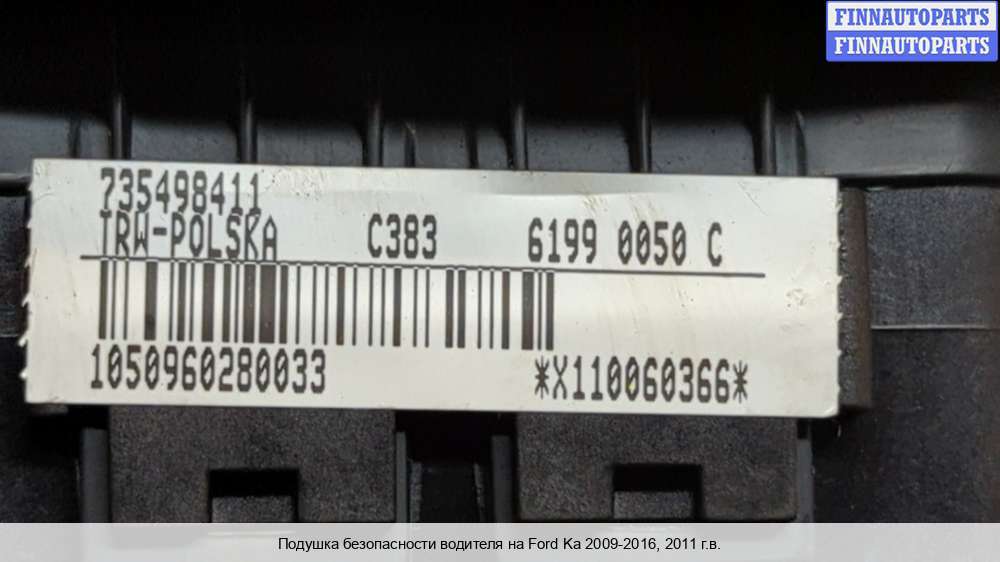 FINNAUTOPARTS
FINNAUTOPARTS
735498411
TRW-POLSKA C383 6199 0050 C
1050960280033 *X110060366*
Подушка безопасности водителя на Ford Ka 2009-2016, 2011 г.в.